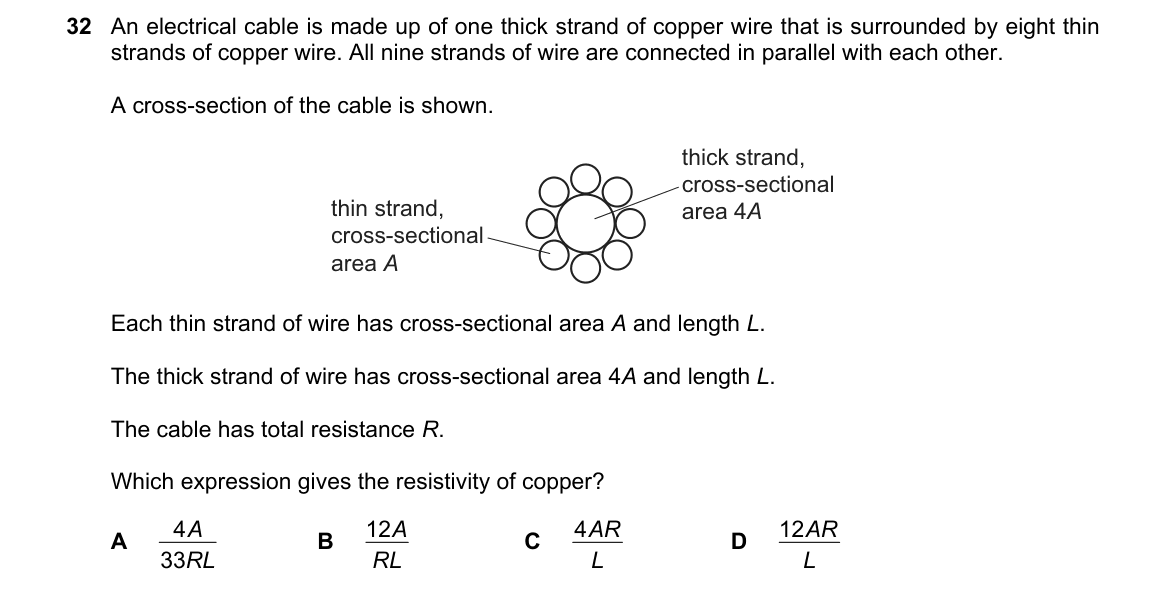 32 An electrical cable is made up of one thick strand of copper wire that is surrounded by eight thin
strands of copper wire. All nine strands of wire are connected in parallel with each other.
A cross-section of the cable is shown.
thick strand,
cross-sectional
area 4A
thin strand,
cross-sectional
area A
Each thin strand of wire has cross-sectional area A and length L.
The thick strand of wire has cross-sectional area 4A and length L.
The cable has total resistance R.
Which expression gives the resistivity of copper?
A 4A/33RL B 12A/RL C 4AR/L D 12AR/L